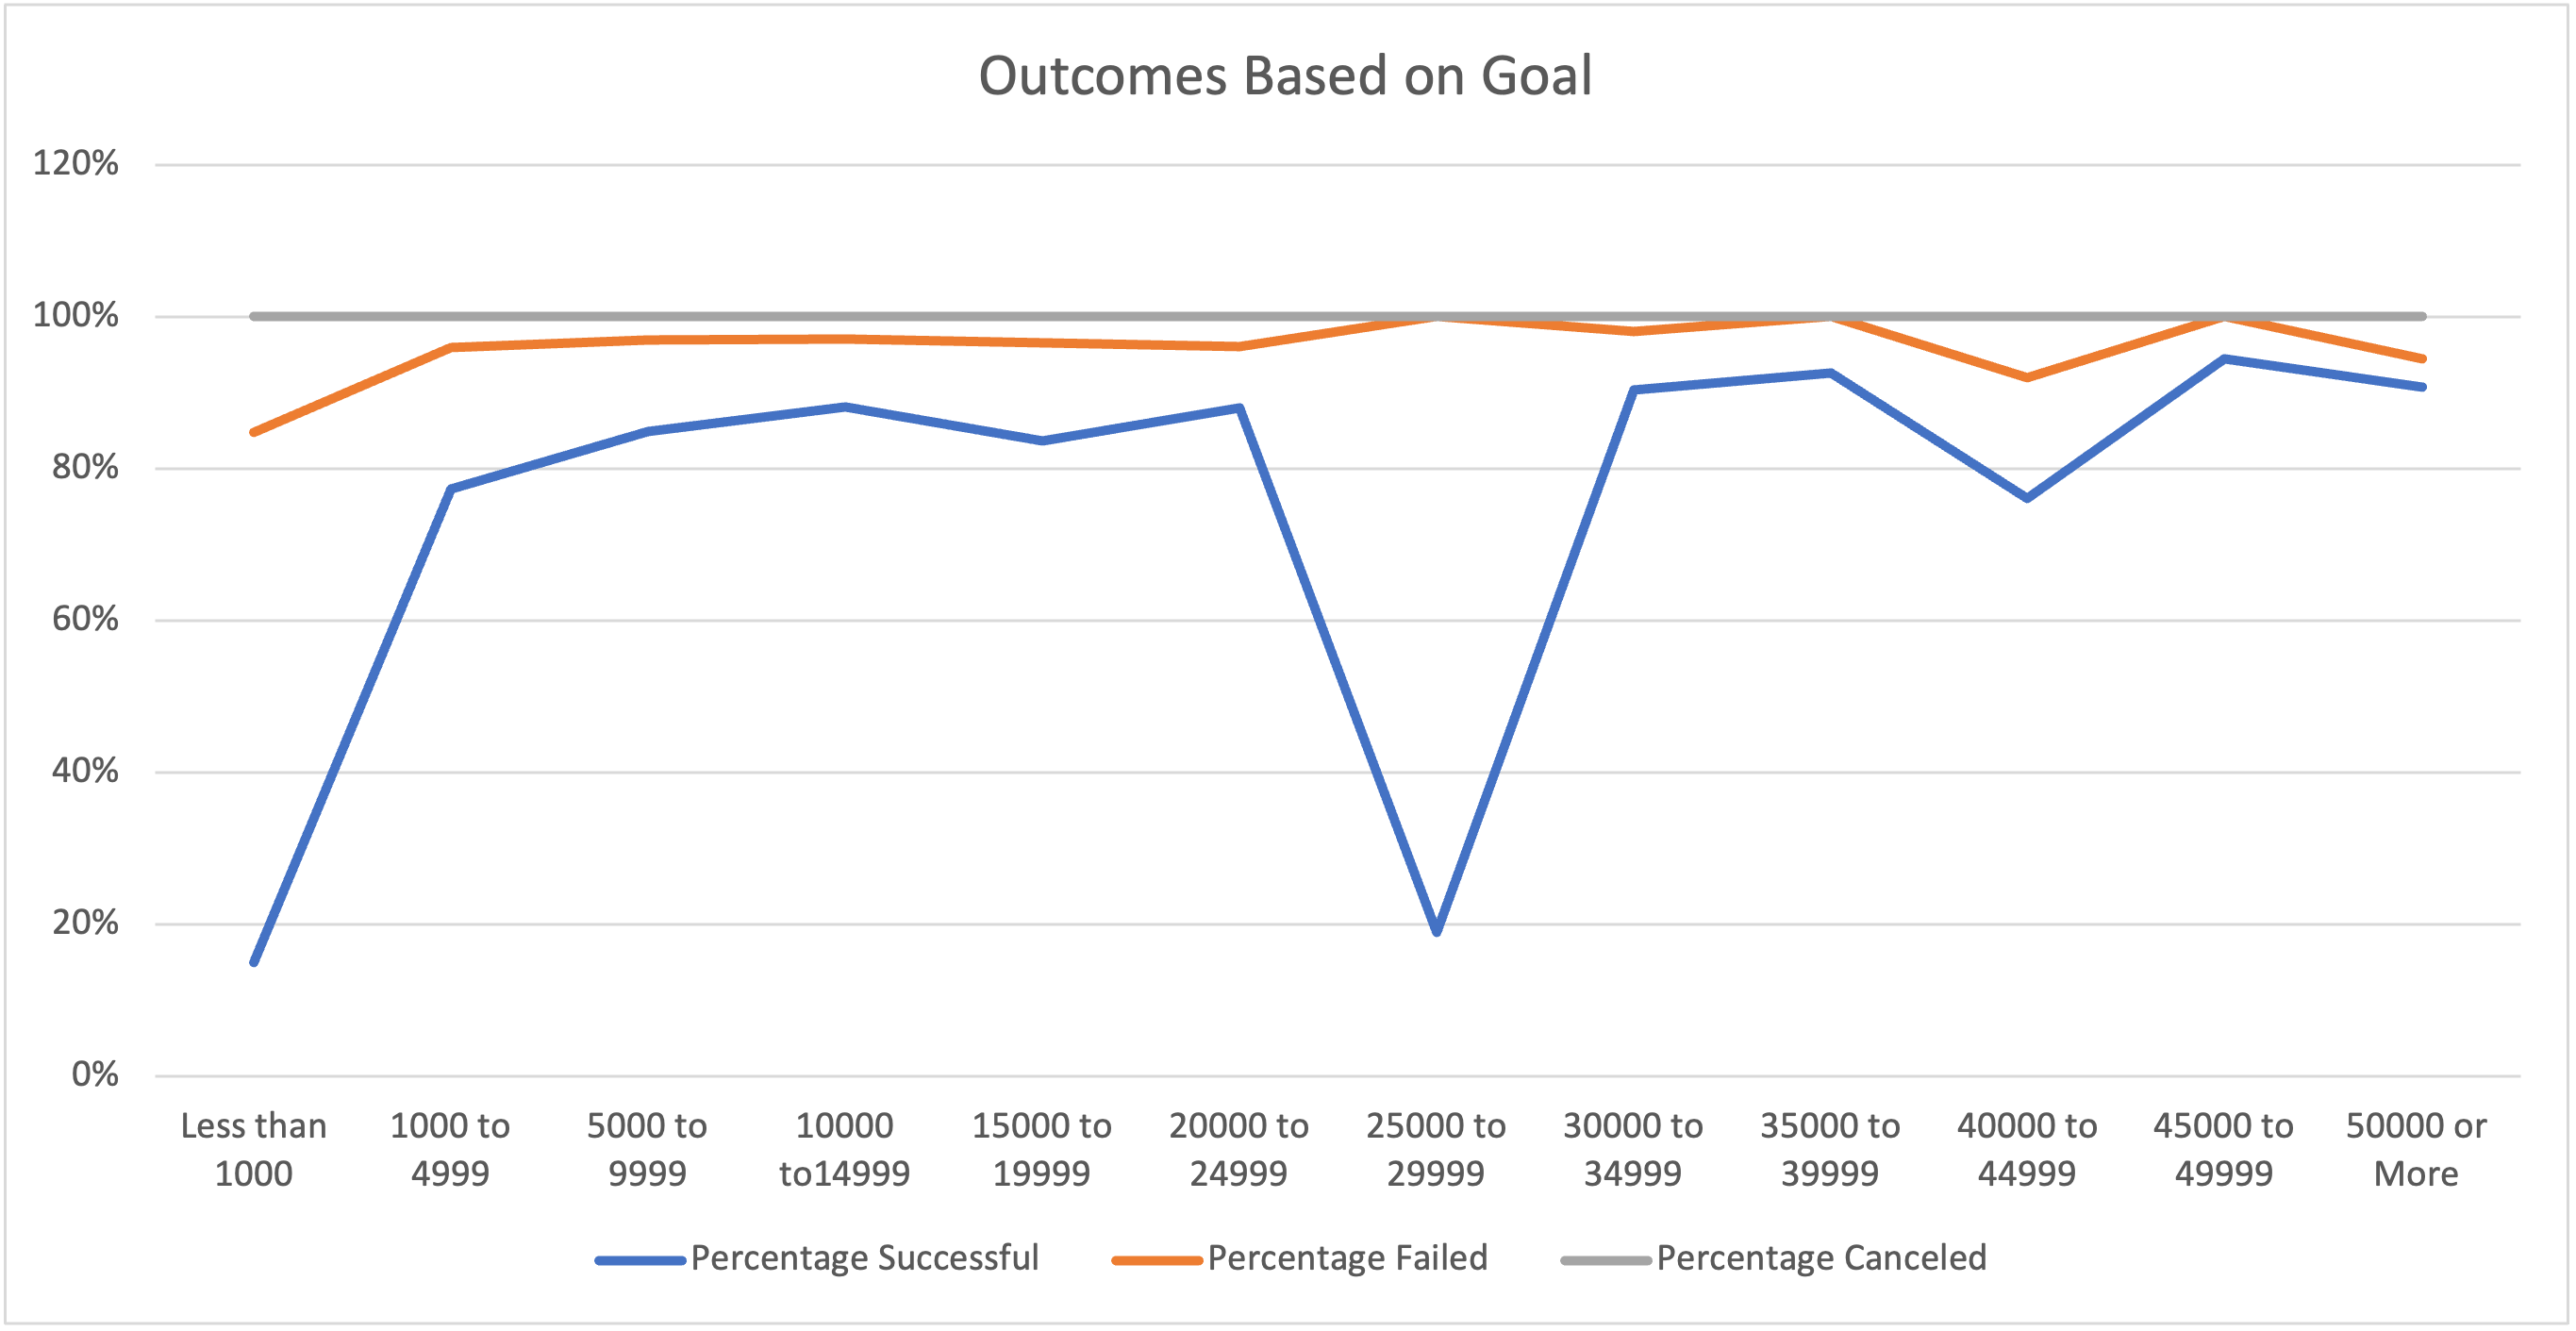 Outcomes Based on Goal
120%
100%
80%
60%
40%
20%
0%
Less than
1000
1000 to
4999
5000 to
9999
10000
to14999
15000 to
19999
20000 to
24999
25000 to
29999
30000 to
34999
35000 to
39999
40000 to
44999
45000 to
49999
50000 or
More
Percentage Successful
Percentage Failed
Percentage Canceled